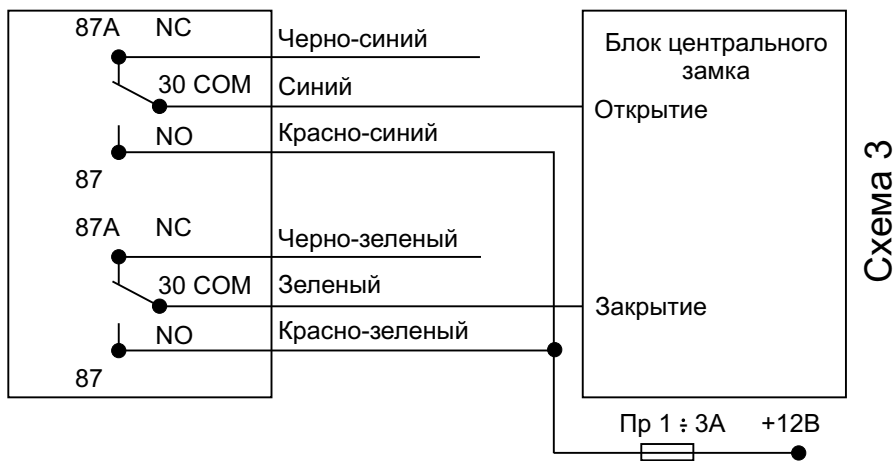 87A NC
Черно-синий
30 COM Синий
NO Красно-синий
87
87A NC
Черно-зеленый
30 COM Зеленый
NO Красно-зеленый
87
Блок центрального
замка
Открытие
Закрытие
Пр 1 ÷ 3А +12В
Схема 3